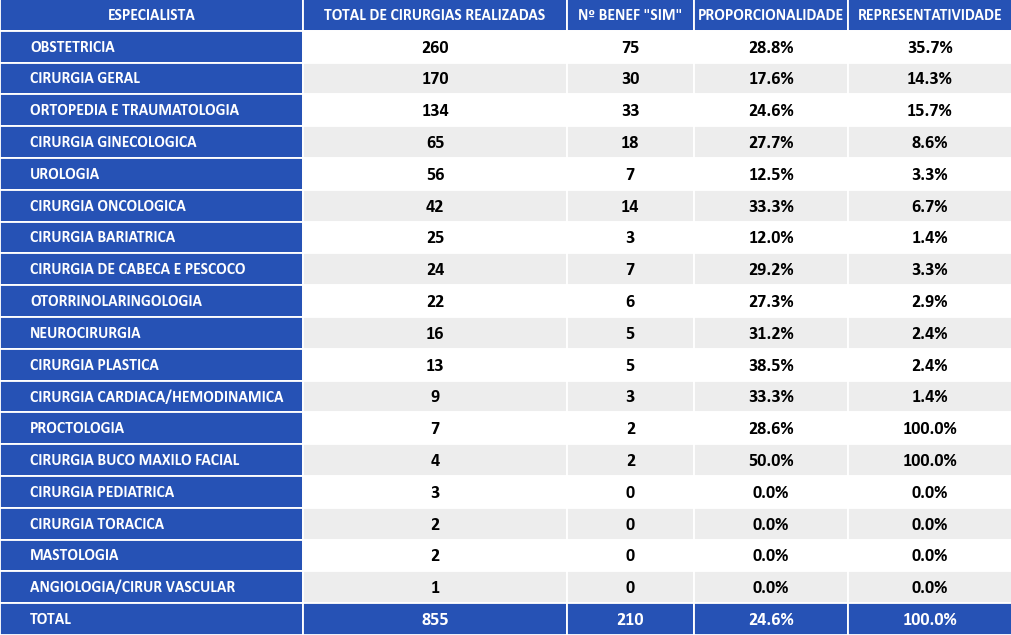 ESPECIALISTA TOTAL DE CIRURGIAS REALIZADAS Nº BENEF "SIM" PROPORCIONALIDADE REPRESENTATIVIDADE
OBSTETRICIA 260 75 28.8% 35.7%
CIRURGIA GERAL 170 30 17.6% 14.3%
ORTOPEDIA E TRAUMATOLOGIA 134 33 24.6% 15.7%
CIRURGIA GINECOLOGICA 65 18 27.7% 8.6%
UROLOGIA 56 7 12.5% 3.3%
CIRURGIA ONCOLOGICA 42 14 33.3% 6.7%
CIRURGIA BARIATRICA 25 3 12.0% 1.4%
CIRURGIA DE CABECA E PESCOCO 24 7 29.2% 3.3%
OTORRINOLARINGOLOGIA 22 6 27.3% 2.9%
NEUROCIRURGIA 16 5 31.2% 2.4%
CIRURGIA PLASTICA 13 5 38.5% 2.4%
CIRURGIA CARDIACA/HEMODINAMICA 9 3 33.3% 1.4%
PROCTOLOGIA 7 2 28.6% 100.0%
CIRURGIA BUCO MAXILO FACIAL 4 2 50.0% 100.0%
CIRURGIA PEDIATRICA 3 0 0.0% 0.0%
CIRURGIA TORACICA 2 0 0.0% 0.0%
MASTOLOGIA 2 0 0.0% 0.0%
ANGIOLOGIA/CIRUR VASCULAR 1 0 0.0% 0.0%
TOTAL 855 210 24.6% 100.0%